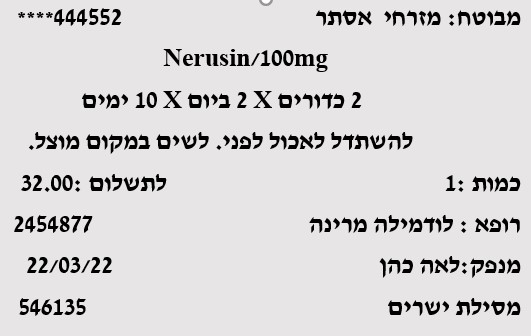 מבוטח: מזרחי אסתר 444552****
Nerusin/100mg
2 כדורים X 2 ביום X 10 ימים
להשתדל לאכול לפני. לשים במקום מוצל.
כמות :1 לתשלום :32.00
רופא : לודמילה מרינה 2454877
מנפק:לאה כהן 22/03/22
מסילת ישרים 546135